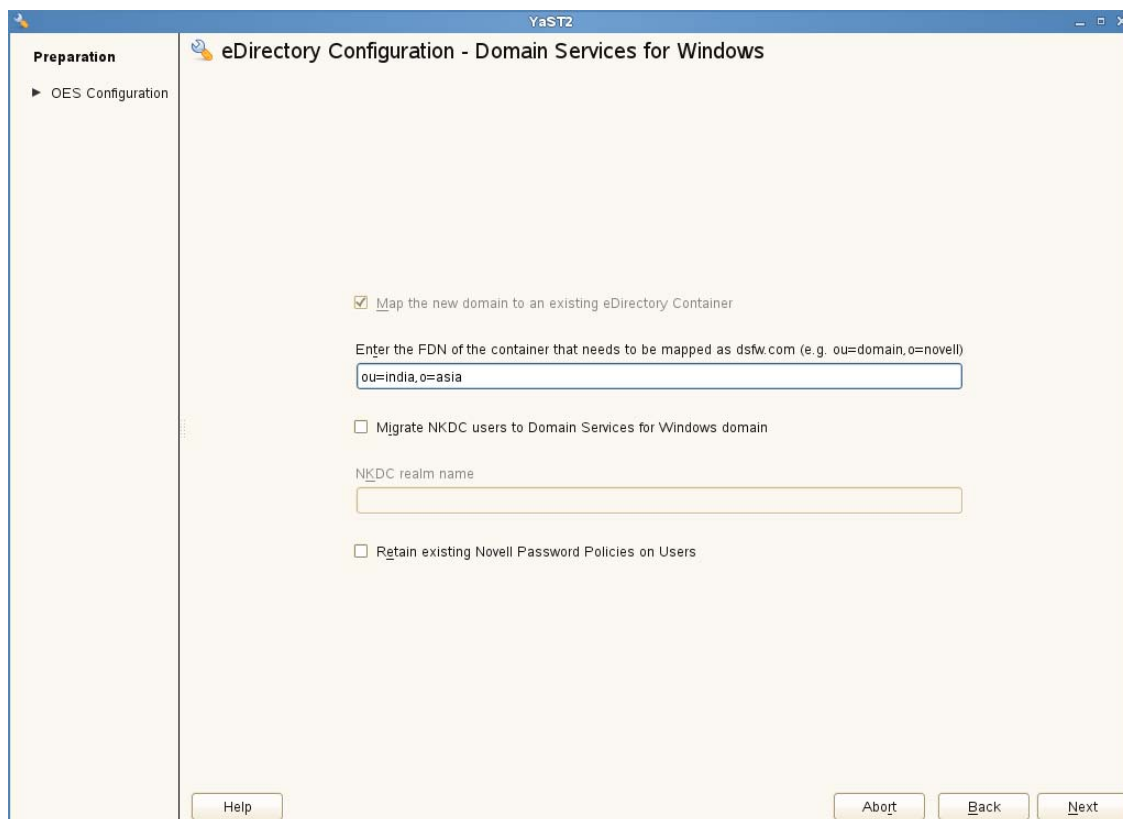 YaST2
Preparation
OES Configuration
eDirectory Configuration - Domain Services for Windows
Map the new domain to an existing eDirectory Container
Enter the FDN of the container that needs to be mapped as dsfw.com (e.g. ou=domain,o=novell)
ou=india,o=asia
Migrate NKDC users to Domain Services for Windows domain
NKDC realm name
Retain existing Novell Password Policies on Users
Help
Abort
Back
Next